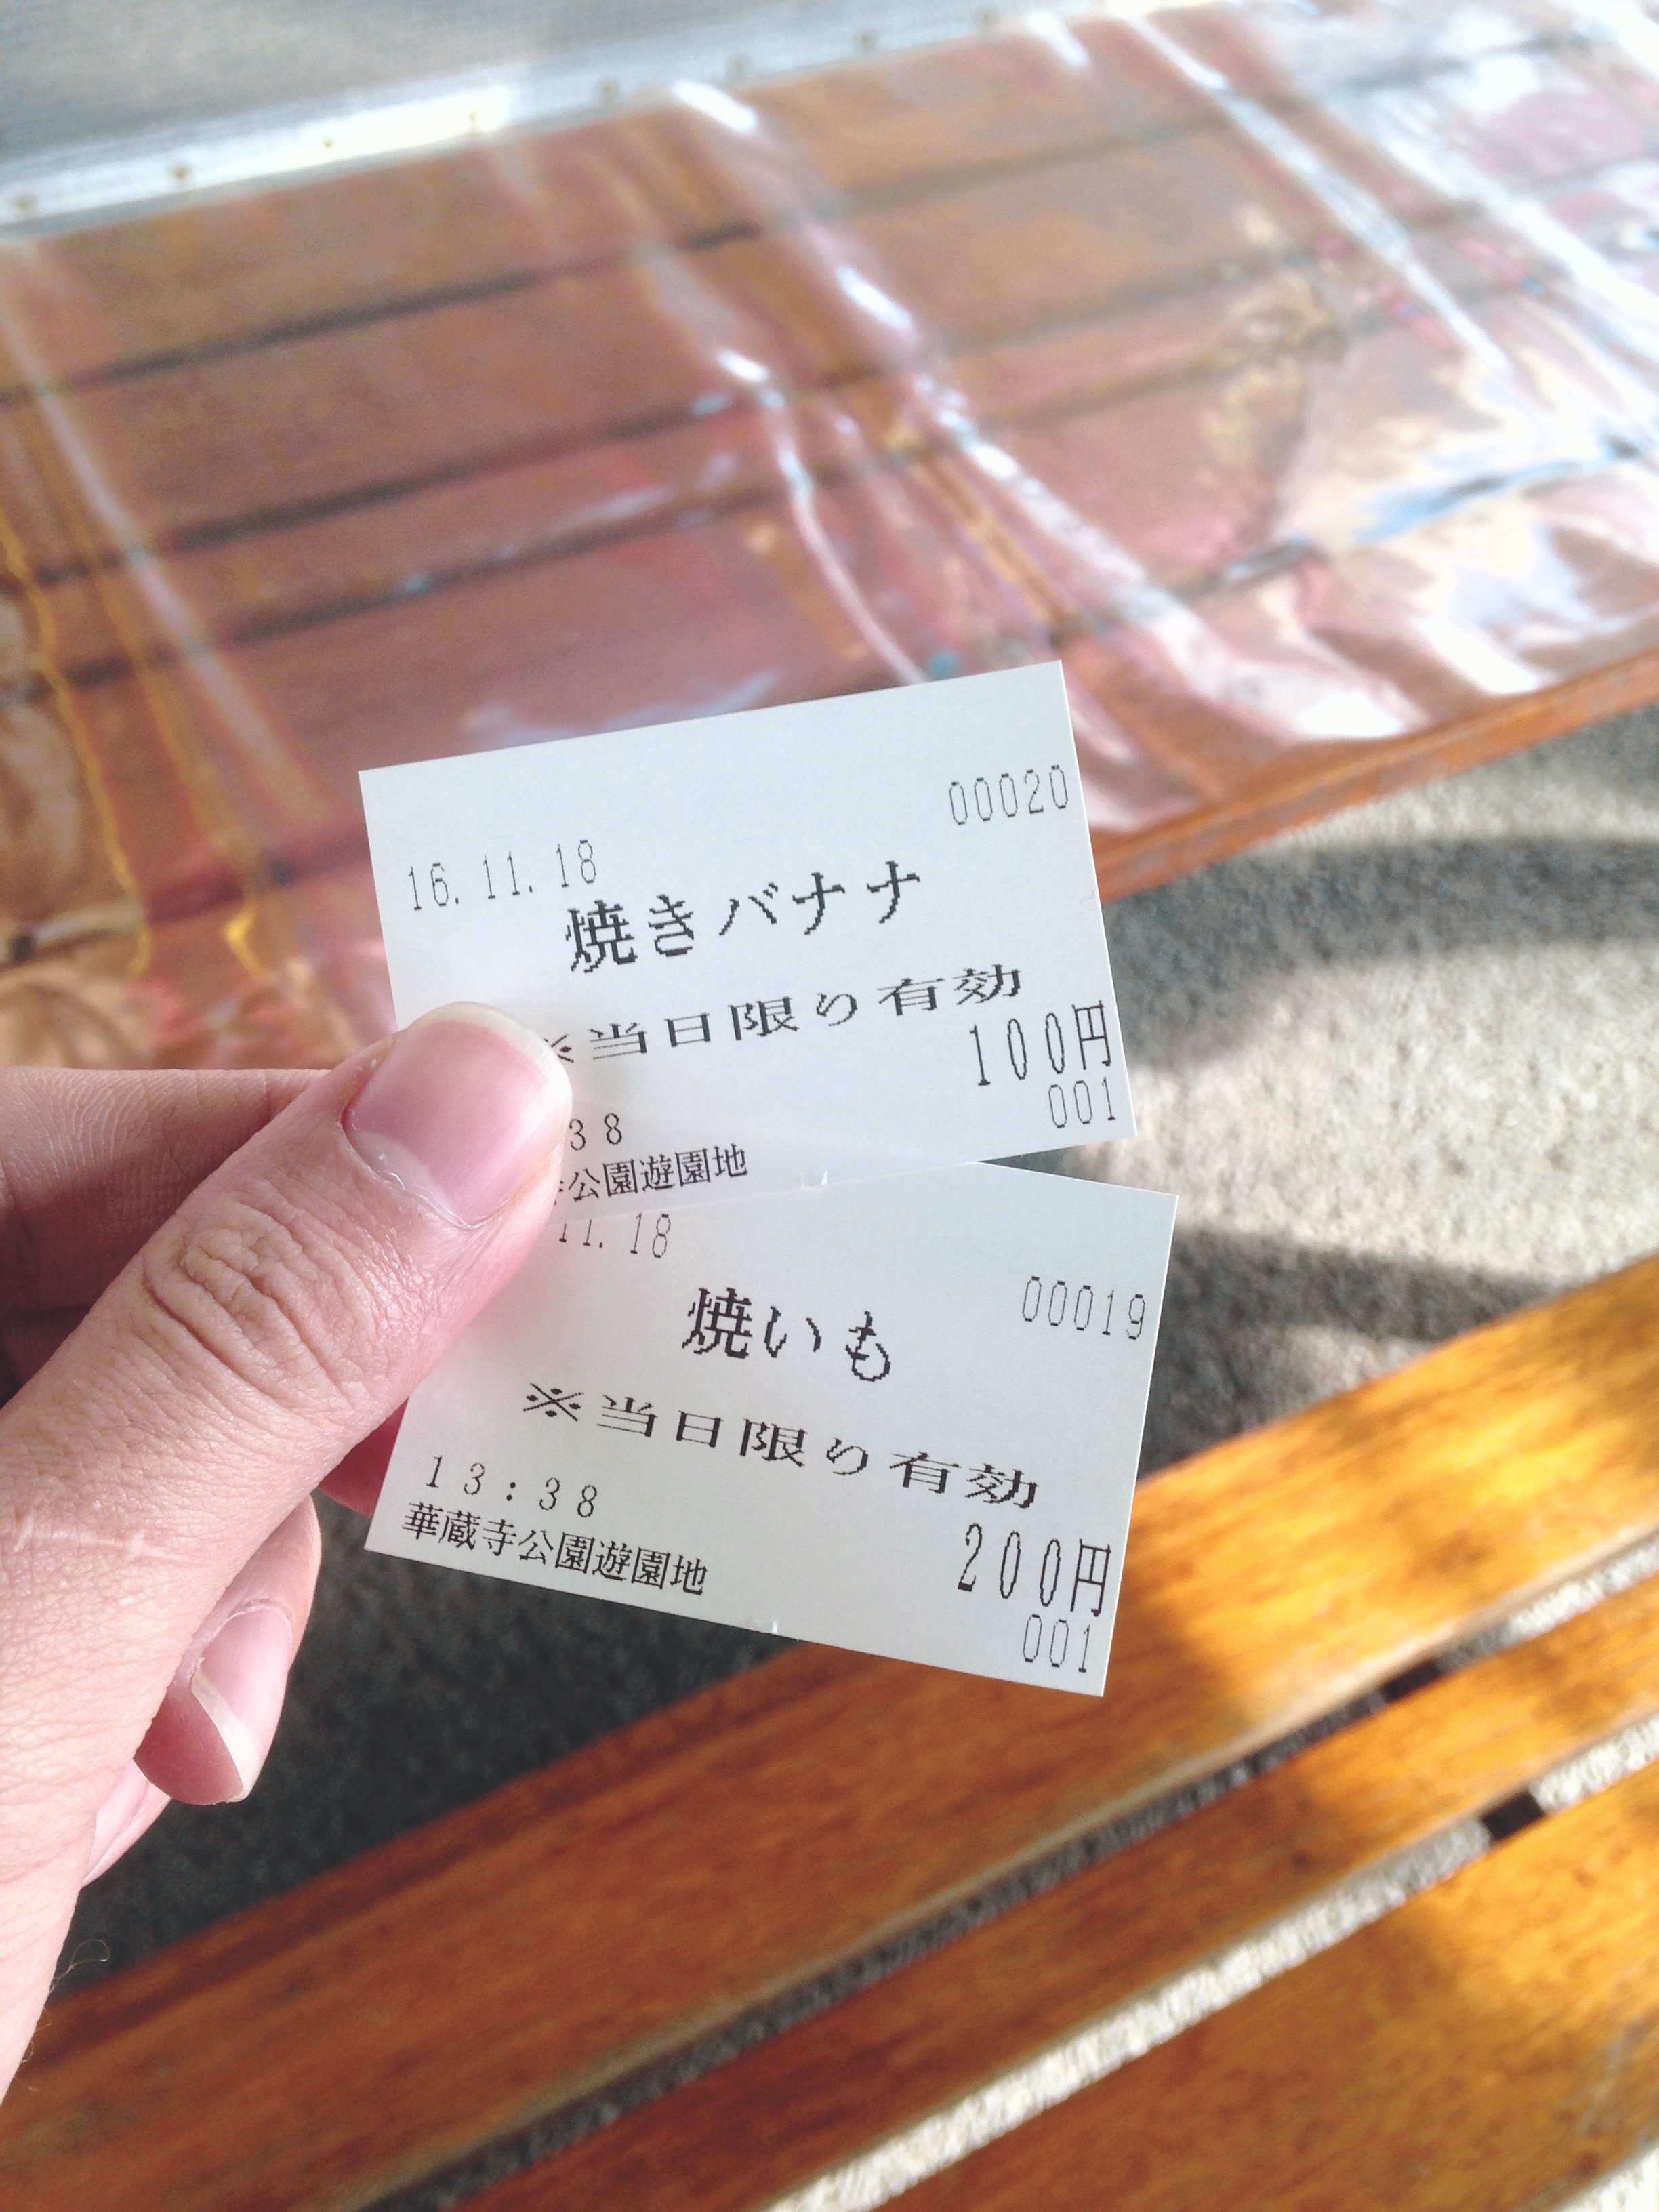 00020
16.11.18
焼きバナナ
※当日限り有効
100円
001
38
公園遊園地
11.18
00019
焼いも
※当日限り有効
13:38
華蔵寺公園遊園地
200円
001